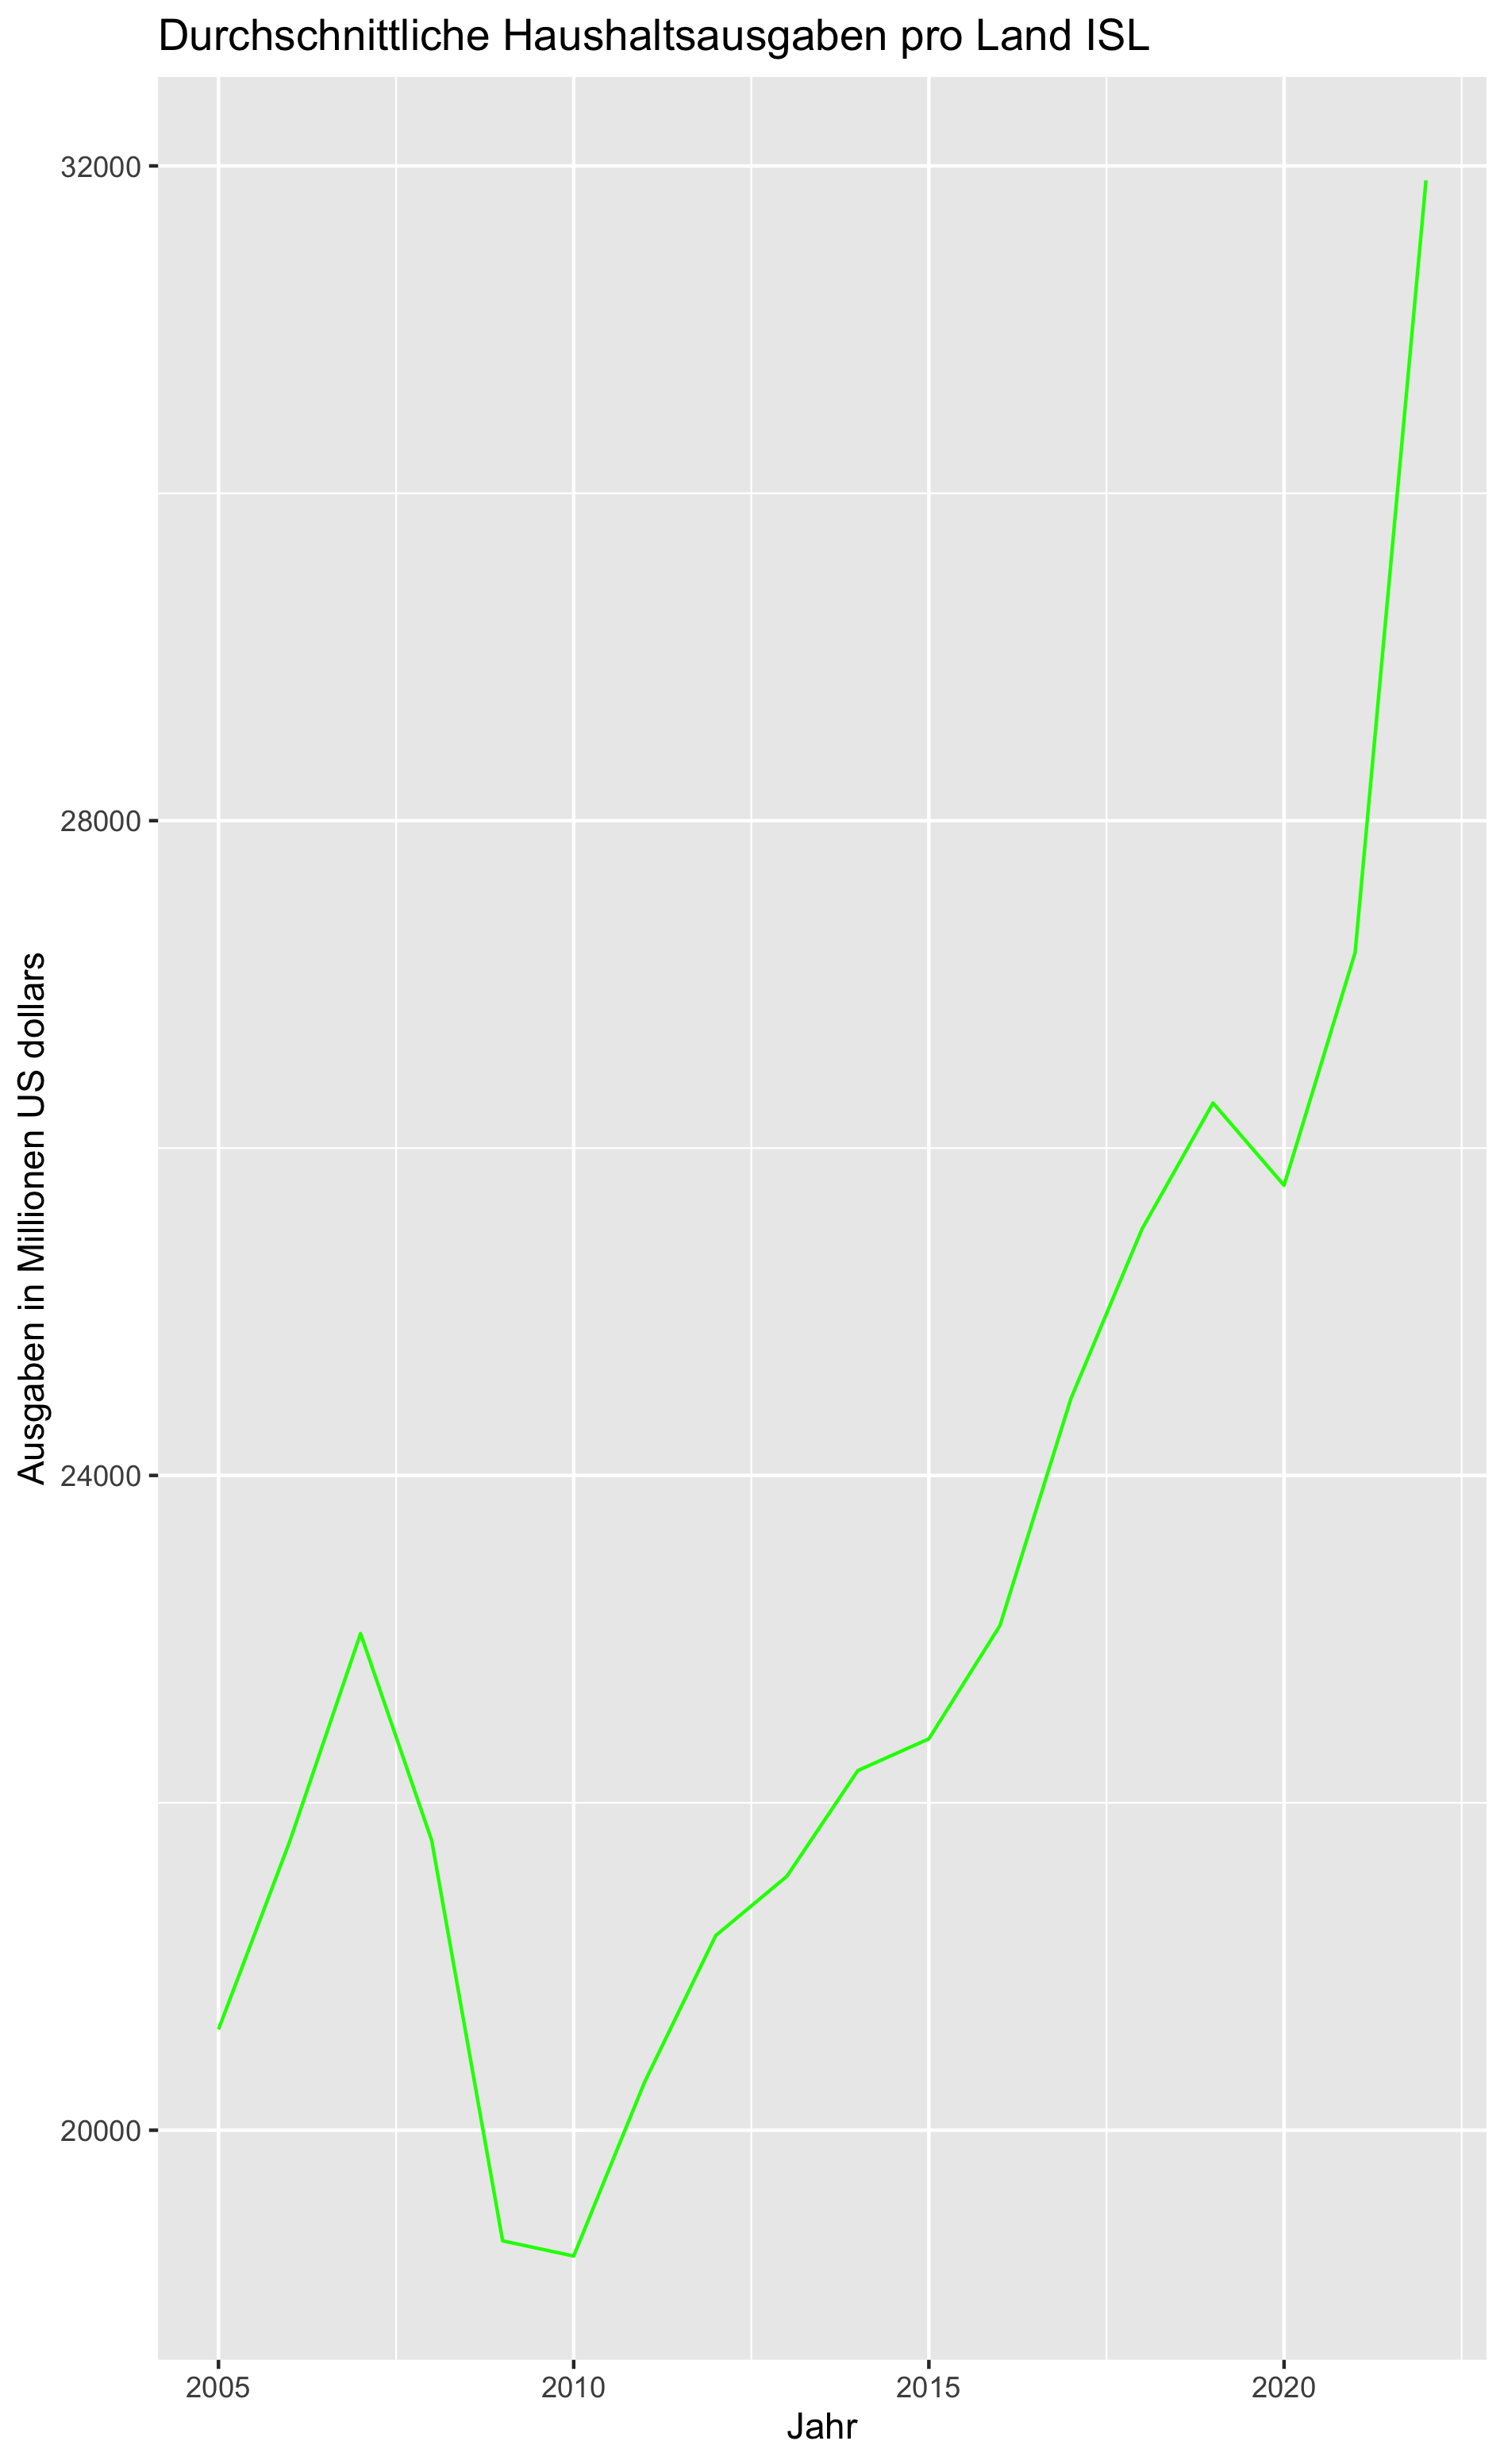 Durchschnittliche Haushaltsausgaben pro Land ISL
Ausgaben in Millionen US dollars
32000
28000
24000
20000
2005 2010 2015 2020
Jahr